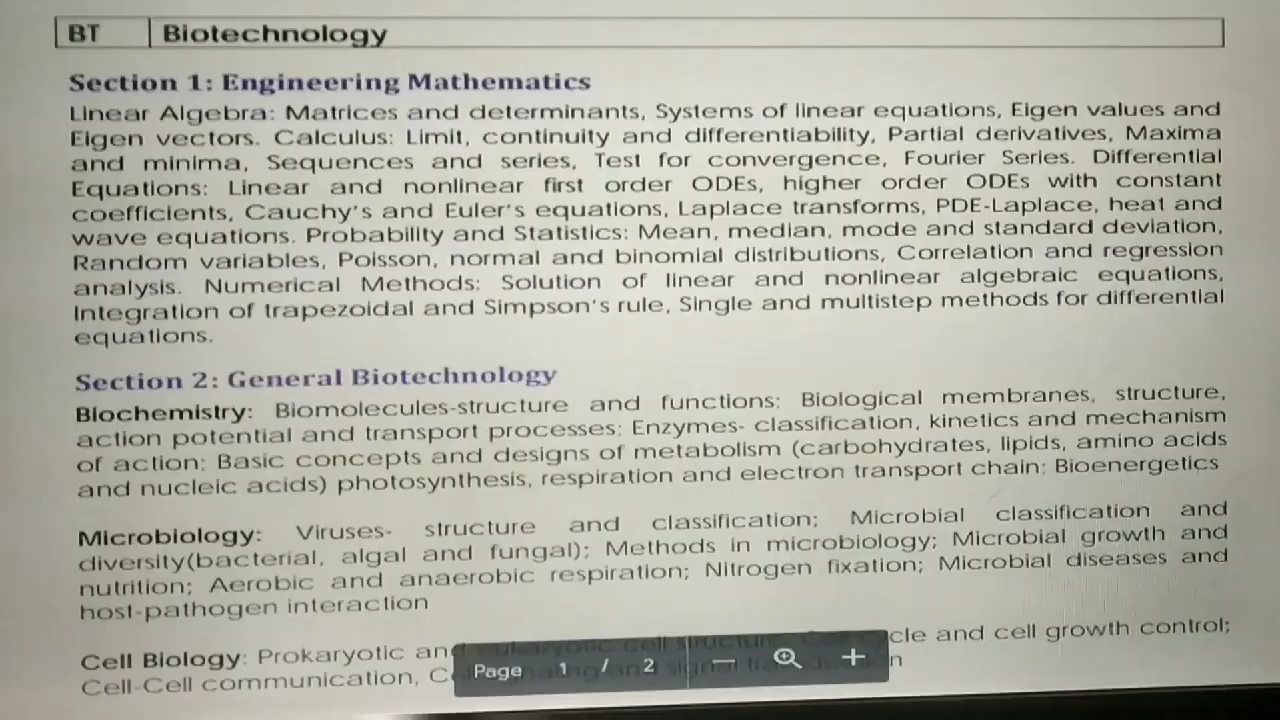 BT Biotechnology
Section 1: Engineering Mathematics
Linear Algebra: Matrices and determinants, Systems of linear equations, Eigen values and
Eigen vectors. Calculus: Limit, continuity and differentiability, Partial derivatives, Maxima
and minima, Sequences and series, Test for convergence, Fourier Series. Differential
Equations: Linear and nonlinear first order ODEs, higher order ODEs with constant
coefficients, Cauchy's and Euler's equations, Laplace transforms, PDE-Laplace, heat and
wave equations. Probability and Statistics: Mean, median, mode and standard deviation,
Random variables, Poisson, normal and binomial distributions, Correlation and regression
analysis. Numerical Methods: Solution of linear and nonlinear algebraic equations,
Integration of trapezoidal and Simpson's rule, Single and multistep methods for differential
equations.
Section 2: General Biotechnology
Biochemistry: Biomolecules-structure and functions; Biological membranes, structure,
action potential and transport processes; Enzymes- classification, kinetics and mechanism
of action; Basic concepts and designs of metabolism (carbohydrates, lipids, amino acids
and nucleic acids) photosynthesis, respiration and electron transport chain; Bioenergetics
Microbiology: Viruses- structure and classification; Microbial classification and
diversity(bacterial, algal and fungal); Methods in microbiology; Microbial growth and
nutrition; Aerobic and anaerobic respiration; Nitrogen fixation; Microbial diseases and
host-pathogen interaction
Cell Biology: Prokaryotic and eukaryotic cell structure; cycle and cell growth control;
Cell-Cell communication, signal
Page 1 / 2